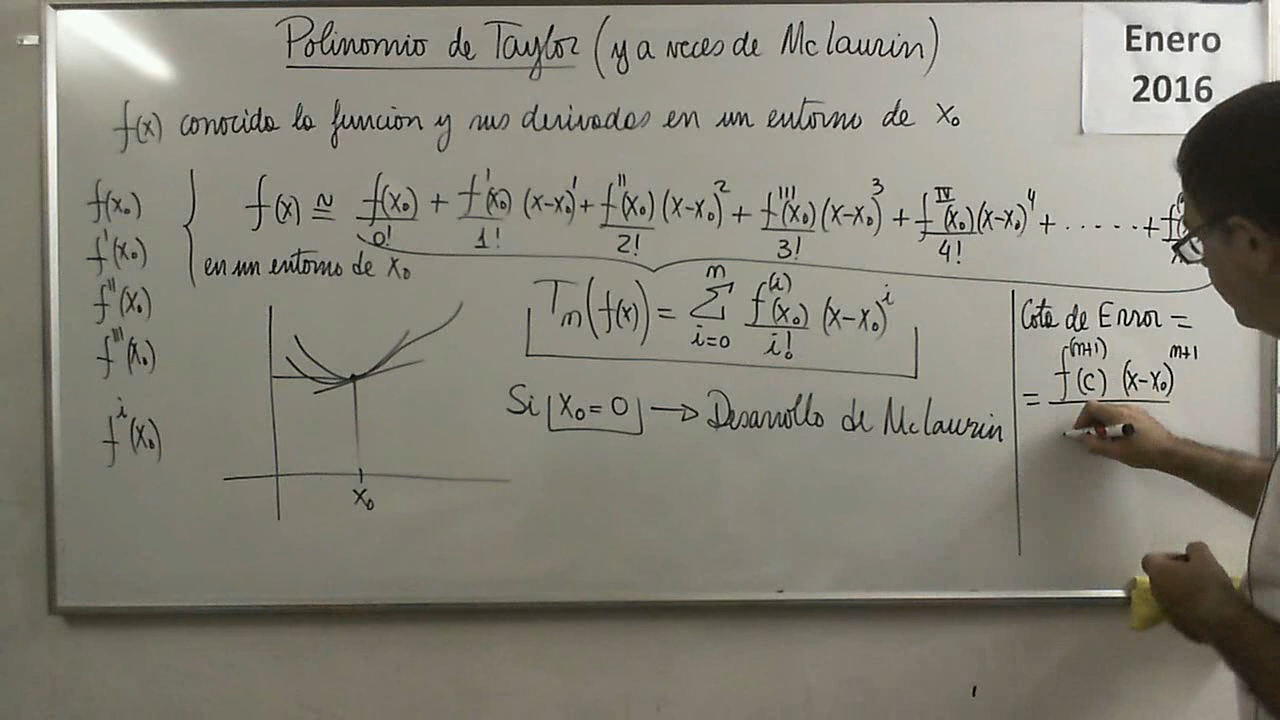 Polinomio de Taylor (y a veces de Mc laurin)
Enero
2016
f(x) conocida la función y sus derivadas en un entorno de x₀
f(x₀)
f'(x₀)
f''(x₀)
f'''(x₀)
fⁱ(x₀)
f(x) ≅ f(x₀)/0! + f'(x₀)/1! (x-x₀)¹ + f''(x₀)/2! (x-x₀)² + f'''(x₀)/3! (x-x₀)³ + f^IV(x₀)/4! (x-x₀)⁴ + ...... +
en un entorno de x₀
x₀
Tₙ(f(x)) = ∑_{i=0}^{n} f⁽ⁱ⁾(x₀)/i! (x-x₀)ⁱ
Si x₀=0 → Desarrollo de Mc laurin
Cota de Error =
= f⁽ⁿ⁺¹⁾(c) (x-x₀)ⁿ⁺¹